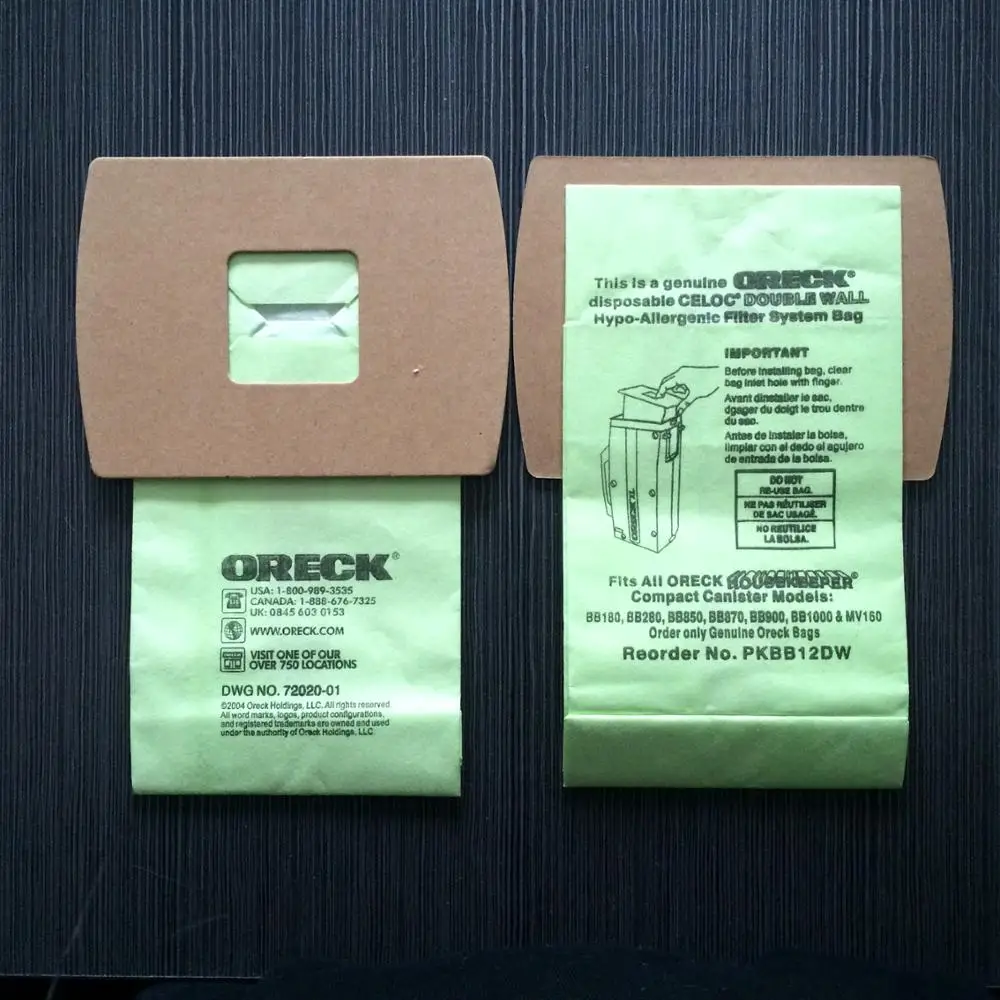 ORECK®
USA: 1-800-989-3535
CANADA: 1-888-676-7325
UK: 0845 603 0153
WWW.ORECK.COM
VISIT ONE OF OUR
OVER 750 LOCATIONS
DWG NO. 72020-01
©2004 Oreck Holdings, LLC. All rights reserved.
All word marks, logos, product configurations,
and registered trademarks are owned and used
under the authority of Oreck Holdings, LLC
This is a genuine ORECK®
disposable CELOC® DOUBLE WALL
Hypo-Allergenic Filter System Bag
IMPORTANT
Before installing bag, clear
bag inlet hole with finger.
Avant dinstaller le sac,
dgager du doigt le trou dentre
du sac.
Antes de instalar la bolsa,
limpiar con el dedo el agujero
de entrada de la bolsa.
DO NOT
RE-USE BAG.
NE PAS RÉUTILISER
DE SAC USAGÉ.
NO REUTILICE
LA BOLSA.
ORECK XL
Fits All ORECK HOUSEKEEPER®
Compact Canister Models:
BB180, BB280, BB850, BB870, BB900, BB1000 & MV160
Order only Genuine Oreck Bags
Reorder No. PKBB12DW